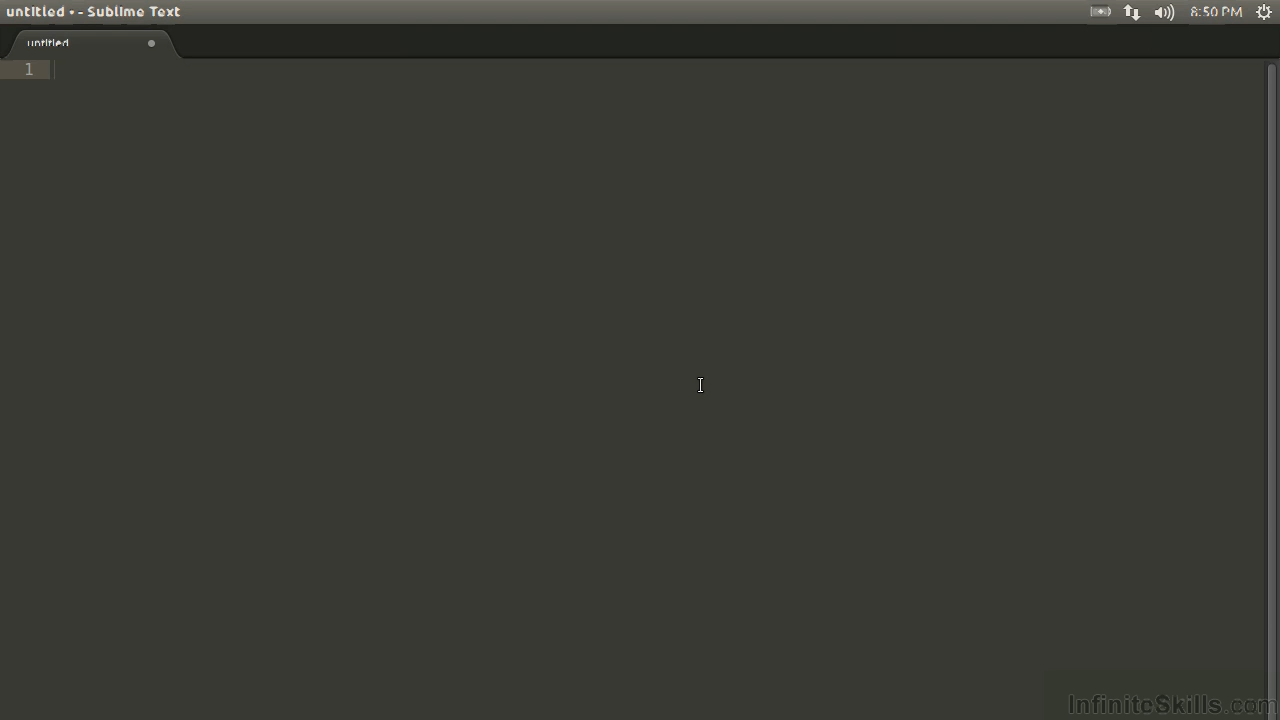 untitled • - Sublime Text
8:50 PM
untitled
1
InfiniteSkills.com